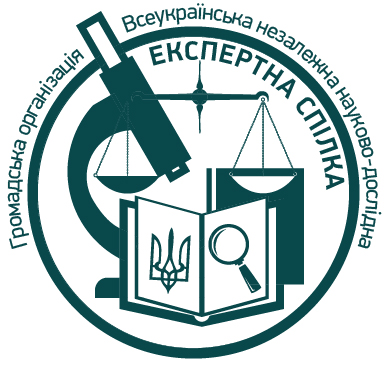 Громадська організація
Всеукраїнська незалежна науково-дослідна
ЕКСПЕРТНА СПІЛКА